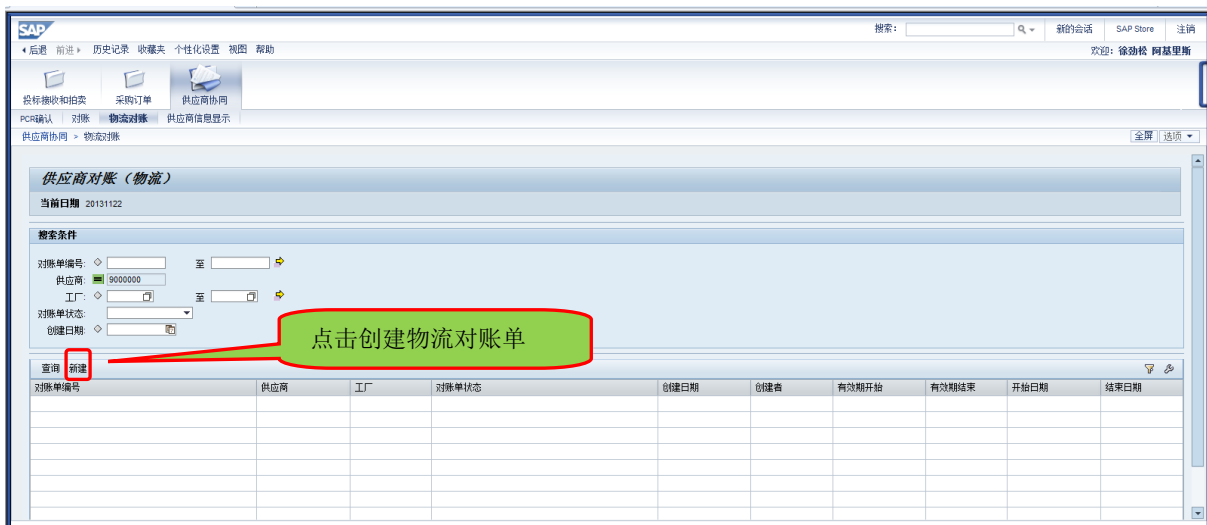 SAP
搜索: 新的会话 SAP Store 注销
后退 前进 历史记录 收藏夹 个性化设置 视图 帮助 欢迎: 徐劲松 阿基里斯
投标接收和拍卖 采购订单 供应商协同
PCR确认 对账 物流对账 供应商信息显示
供应商协同 > 物流对账 全屏 选项
供应商对账（物流）
当前日期 20131122
搜索条件
对账单编号: 至
供应商: 9000000
工厂: 至
对账单状态:
创建日期:
点击创建物流对账单
查询 新建
对账单编号 供应商 工厂 对账单状态 创建日期 创建者 有效期开始 有效期结束 开始日期 结束日期